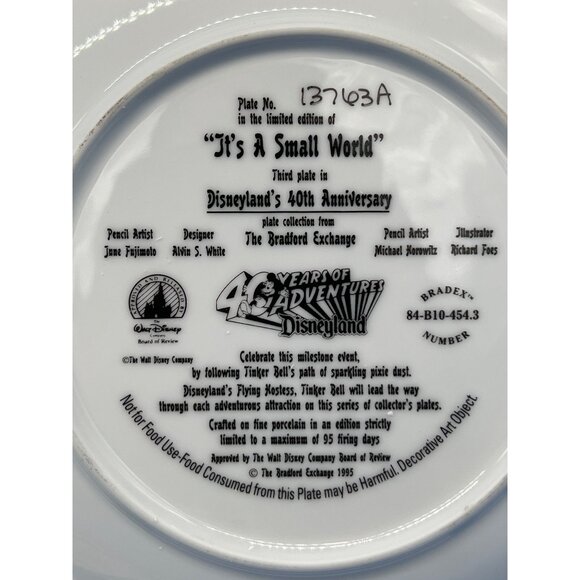 Plate No. 13763A
in the limited edition of
"It's A Small World"
Third plate in
Disneyland's 40th Anniversary
plate collection from
The Bradford Exchange
Pencil Artist
June Fujimoto
Designer
Alvin S. White
Pencil Artist
Michael Horowitz
Illustrator
Richard Foes
APPROVED AND REVIEWED BY
The
WALT DISNEY
Company
Board of Review
40 YEARS OF
ADVENTURES
Disneyland
BRADEX™
84-B10-454.3
NUMBER
©The Walt Disney Company
Celebrate this milestone event,
by following Tinker Bell's path of sparkling pixie dust.
Disneyland's Flying Hostess, Tinker Bell will lead the way
through each adventurous attraction on this series of collector's plates.
Crafted on fine porcelain in an edition strictly
limited to a maximum of 95 firing days
Approved by The Walt Disney Company Board of Review
© The Bradford Exchange 1995
Not for Food Use-Food Consumed from this Plate may be Harmful. Decorative Art Object.